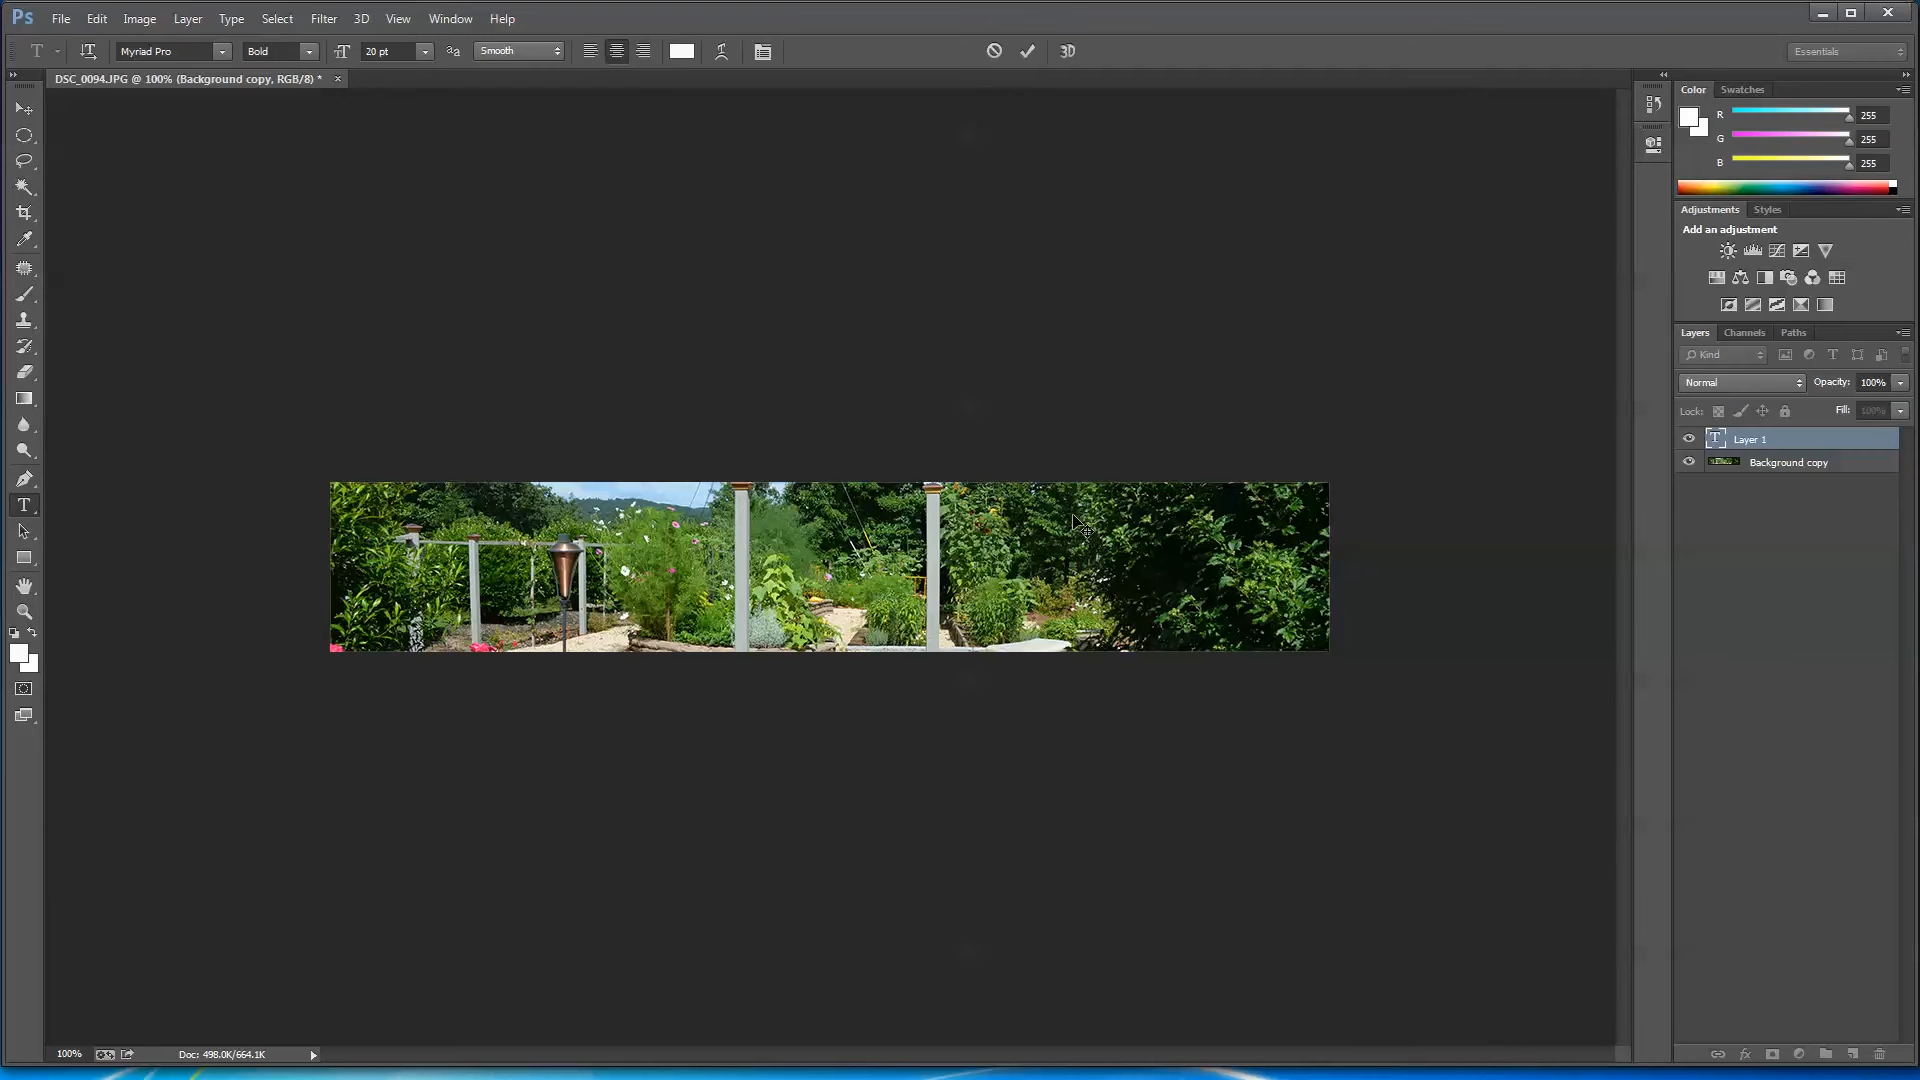 Ps File Edit Image Layer Type Select Filter 3D View Window Help
T Myriad Pro Bold 20 pt Smooth 3D Essentials
DSC_0094.JPG @ 100% (Background copy, RGB/8) * ×
Color Swatches
R 255
G 255
B 255
Adjustments Styles
Add an adjustment
Layers Channels Paths
Kind
Normal Opacity: 100%
Lock: Fill: 100%
Layer 1
Background copy
100% Doc: 498.0K/664.1K